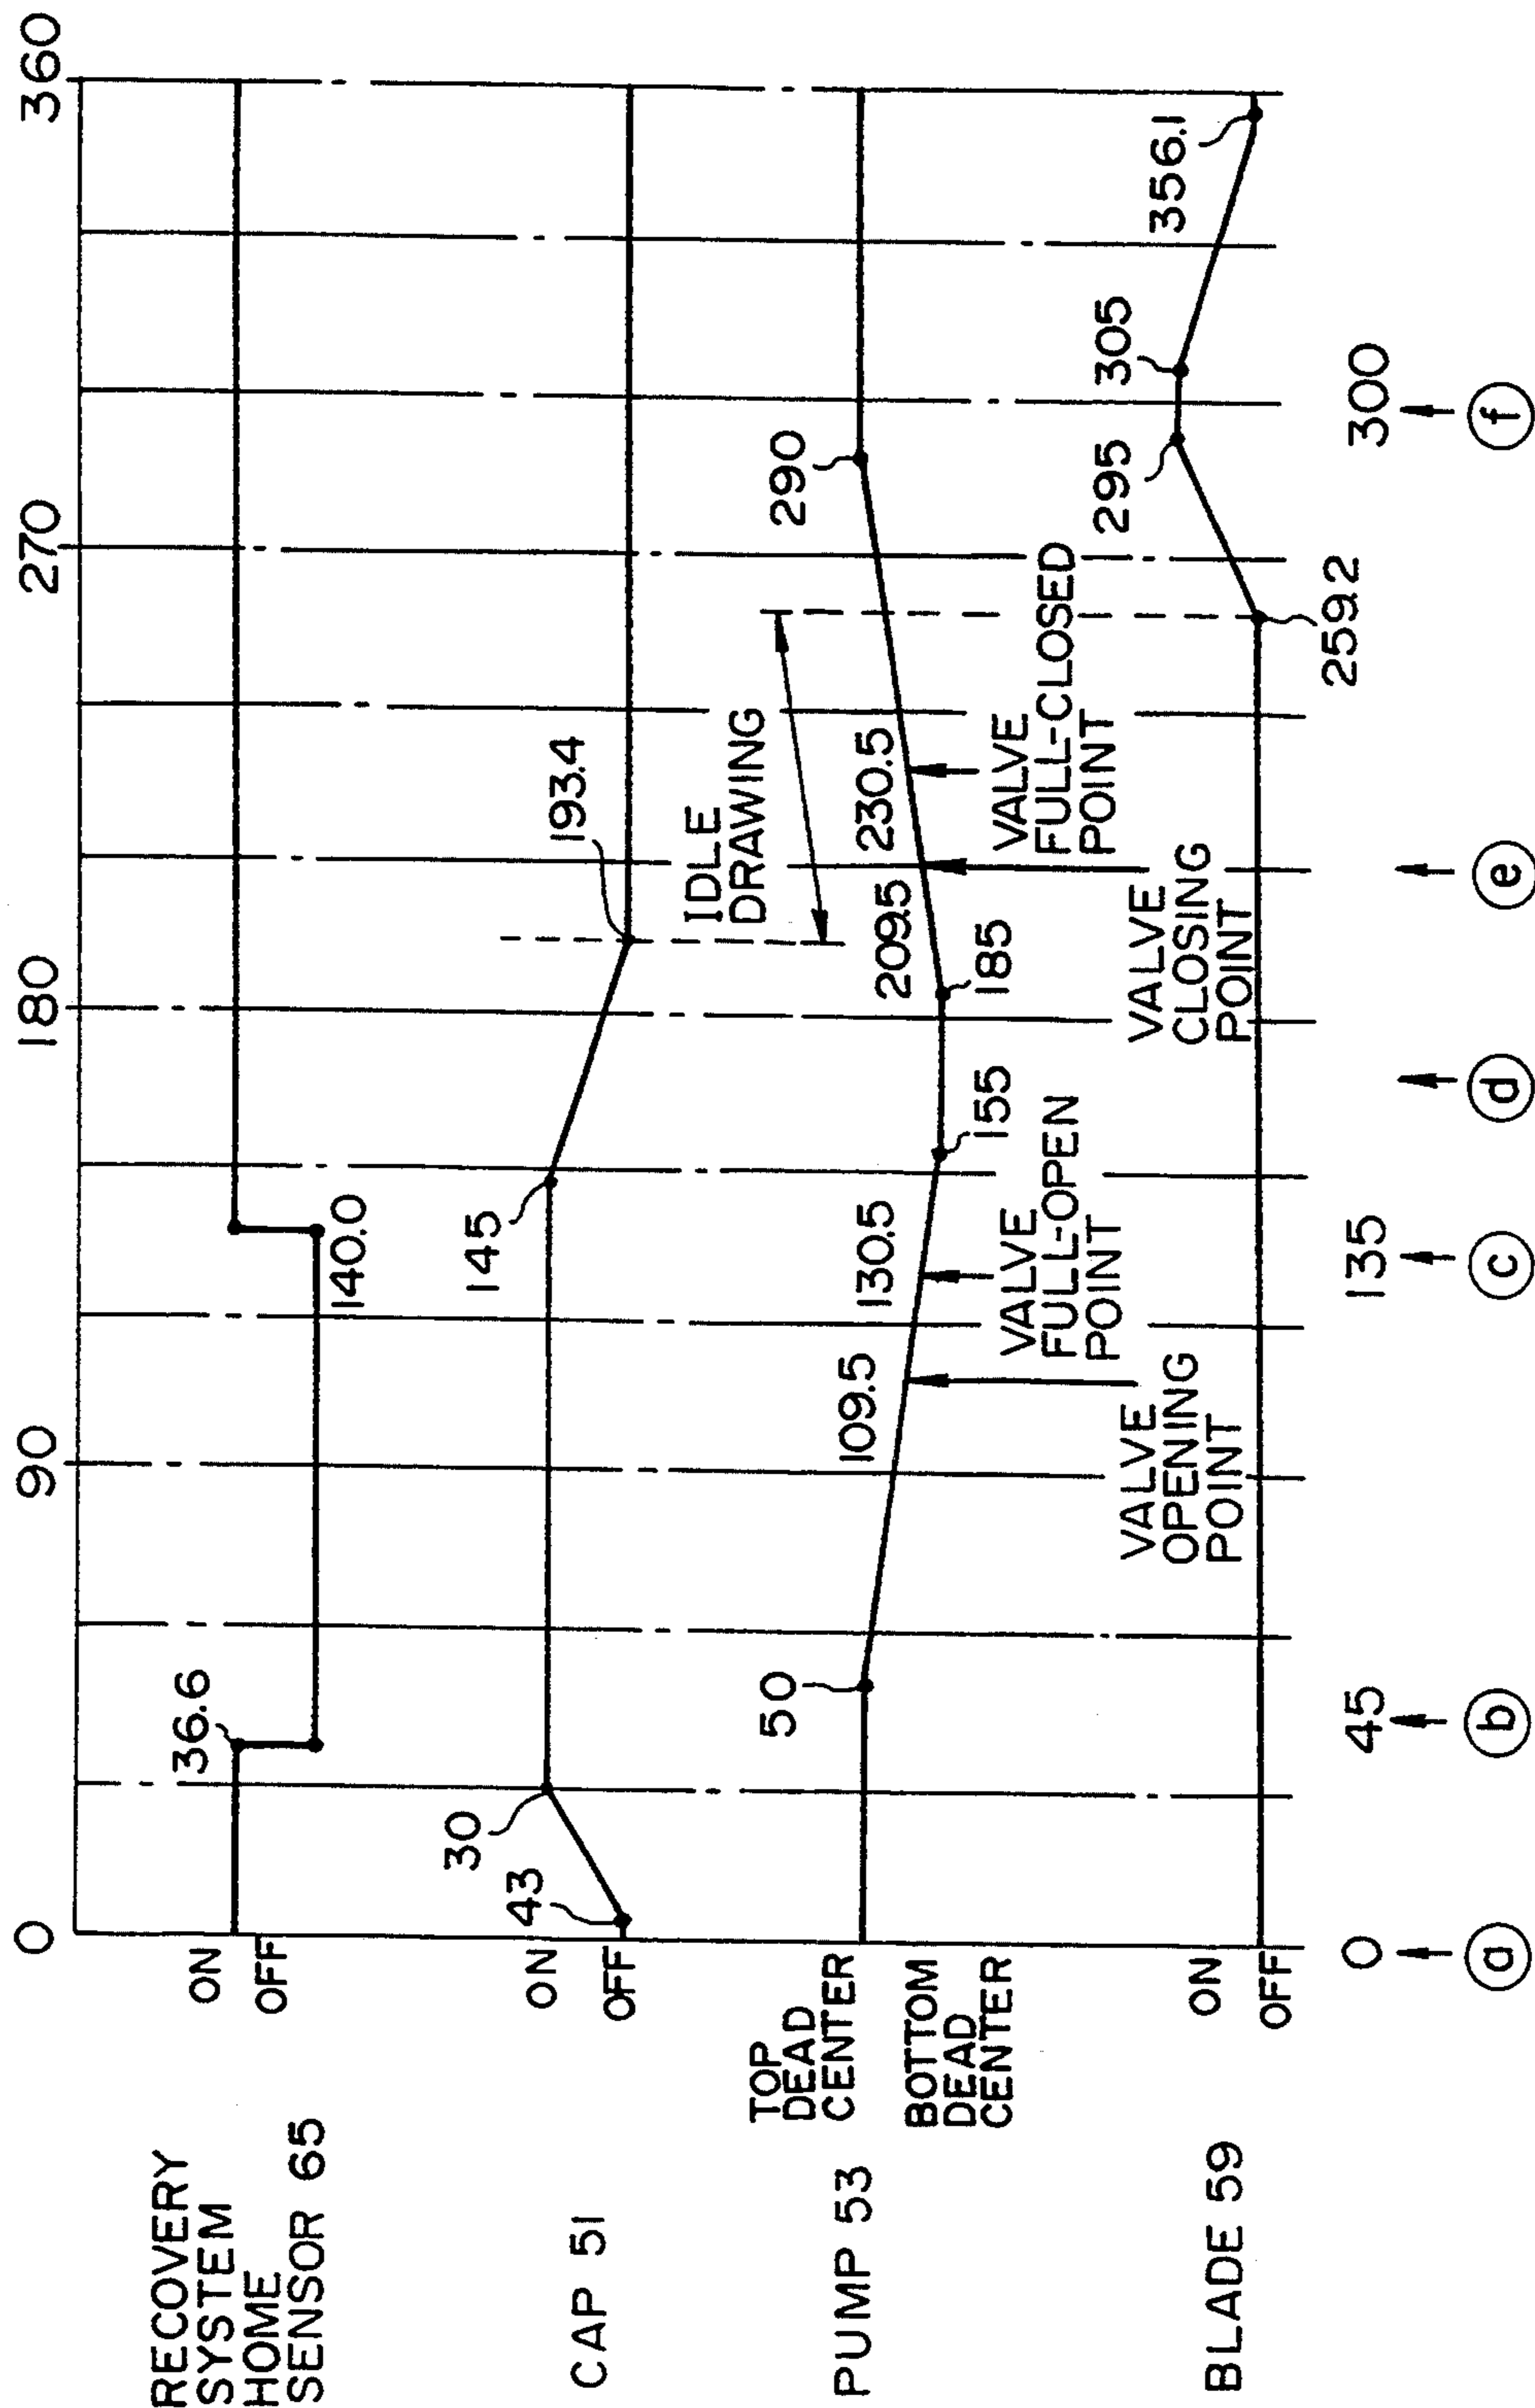 0
90
180
270
360
RECOVERY
SYSTEM
HOME
SENSOR 65
ON
OFF
36.6
140.0
CAP 51
ON
OFF
43
30
145
193.4
IDLE
DRAWING
PUMP 53
TOP
DEAD
CENTER
BOTTOM
DEAD
CENTER
50
109.5
130.5
155
185
209.5
230.5
290
VALVE
OPENING
POINT
VALVE
FULL-OPEN
POINT
VALVE
CLOSING
POINT
VALVE
FULL-CLOSED
POINT
BLADE 59
ON
OFF
259.2
295
305
356.1
0
45
135
300
a
b
c
d
e
f